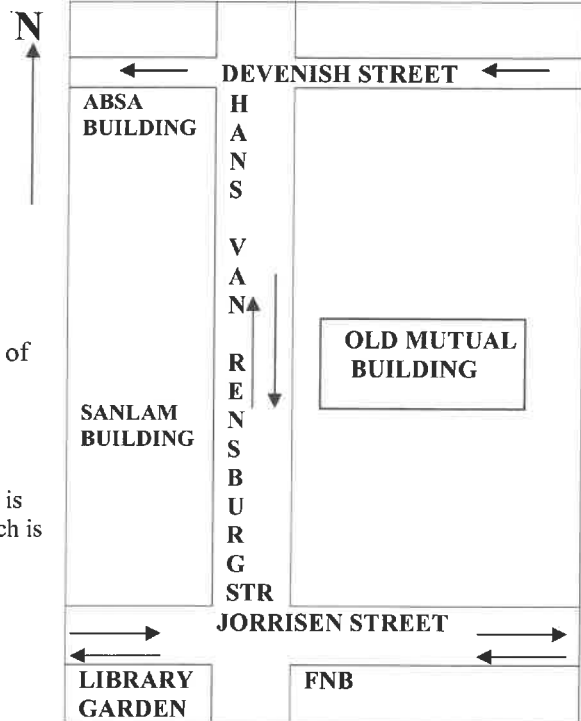 N
DEVENISH STREET
ABSA
BUILDING
HANS VAN RENSBURG STR
OLD MUTUAL
BUILDING
of
SANLAM
BUILDING
is
ch is
JORRISEN STREET
LIBRARY
GARDEN
FNB